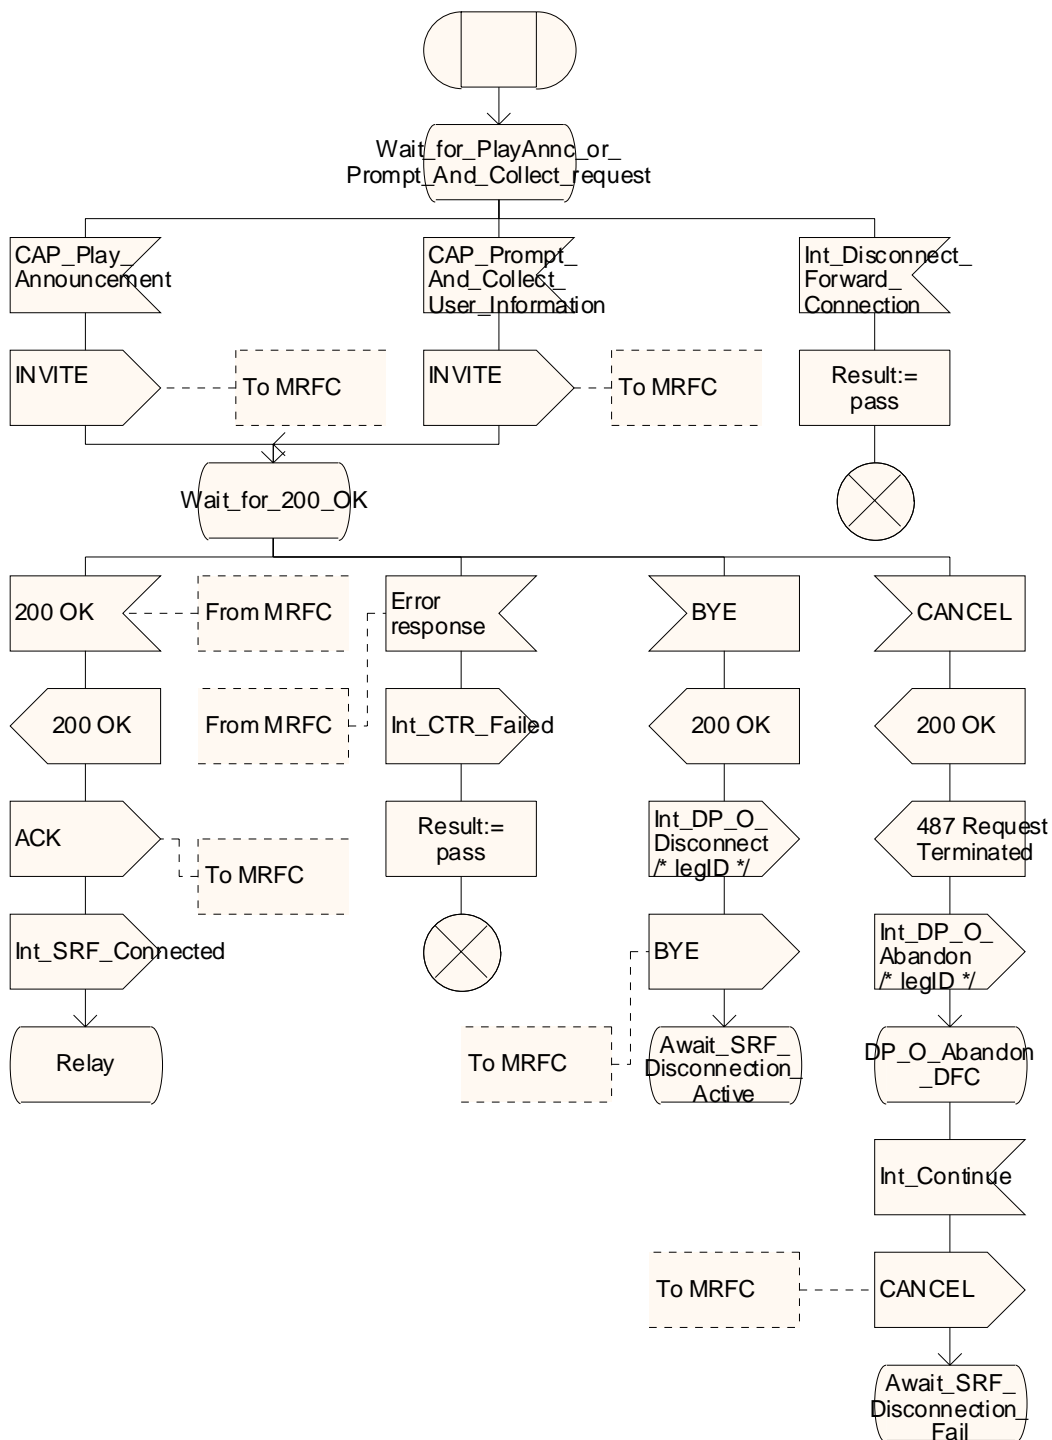 Wait_for_PlayAnnc_or_
Prompt_And_Collect_request
CAP_Play_
Announcement
CAP_Prompt_
And_Collect_
User_Information
Int_Disconnect_
Forward_
Connection
INVITE
To MRFC
INVITE
To MRFC
Result:=
pass
Wait_for_200_OK
200 OK
From MRFC
Error
response
BYE
CANCEL
200 OK
From MRFC
Int_CTR_Failed
200 OK
200 OK
ACK
To MRFC
Result:=
pass
Int_DP_O_
Disconnect
/* legID */
487 Request
Terminated
Int_SRF_Connected
BYE
Int_DP_O_
Abandon
/* legID */
Relay
To MRFC
Await_SRF_
Disconnection_
Active
DP_O_Abandon
_DFC
Int_Continue
To MRFC
CANCEL
Await_SRF_
Disconnection_
Fail